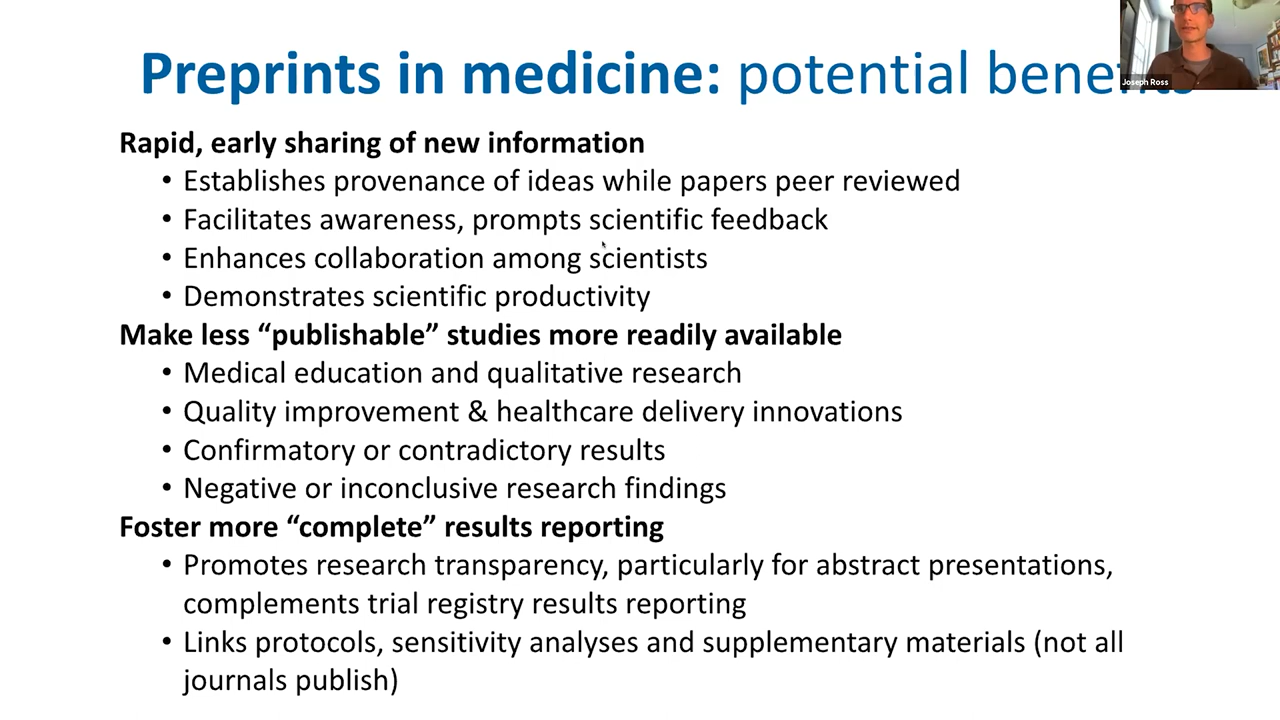 Preprints in medicine: potential benefits
Joseph Ross
Rapid, early sharing of new information
• Establishes provenance of ideas while papers peer reviewed
• Facilitates awareness, prompts scientific feedback
• Enhances collaboration among scientists
• Demonstrates scientific productivity
Make less “publishable” studies more readily available
• Medical education and qualitative research
• Quality improvement & healthcare delivery innovations
• Confirmatory or contradictory results
• Negative or inconclusive research findings
Foster more “complete” results reporting
• Promotes research transparency, particularly for abstract presentations,
complements trial registry results reporting
• Links protocols, sensitivity analyses and supplementary materials (not all
journals publish)